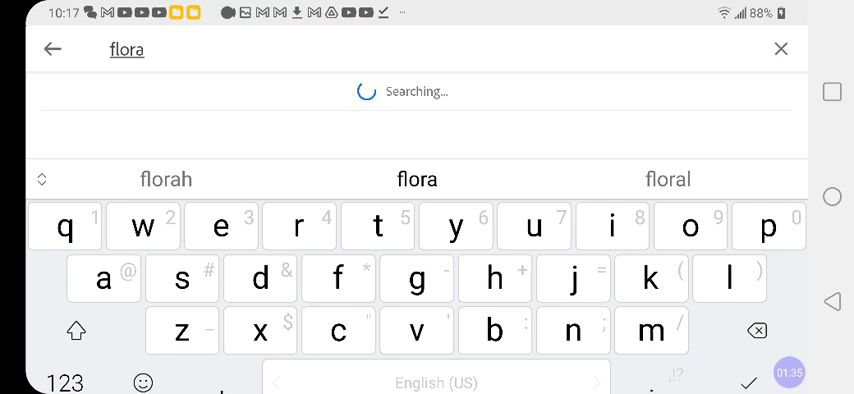 10:17 88%
flora
Searching...
florah flora floral
q 1 w 2 e 3 r 4 t 5 y 6 u 7 i 8 o 9 p 0
a @ s # d & f * g - h + j = k ( l )
z _ x $ c " v ' b : n ; m /
123 , English (US) . ,!?
01:35